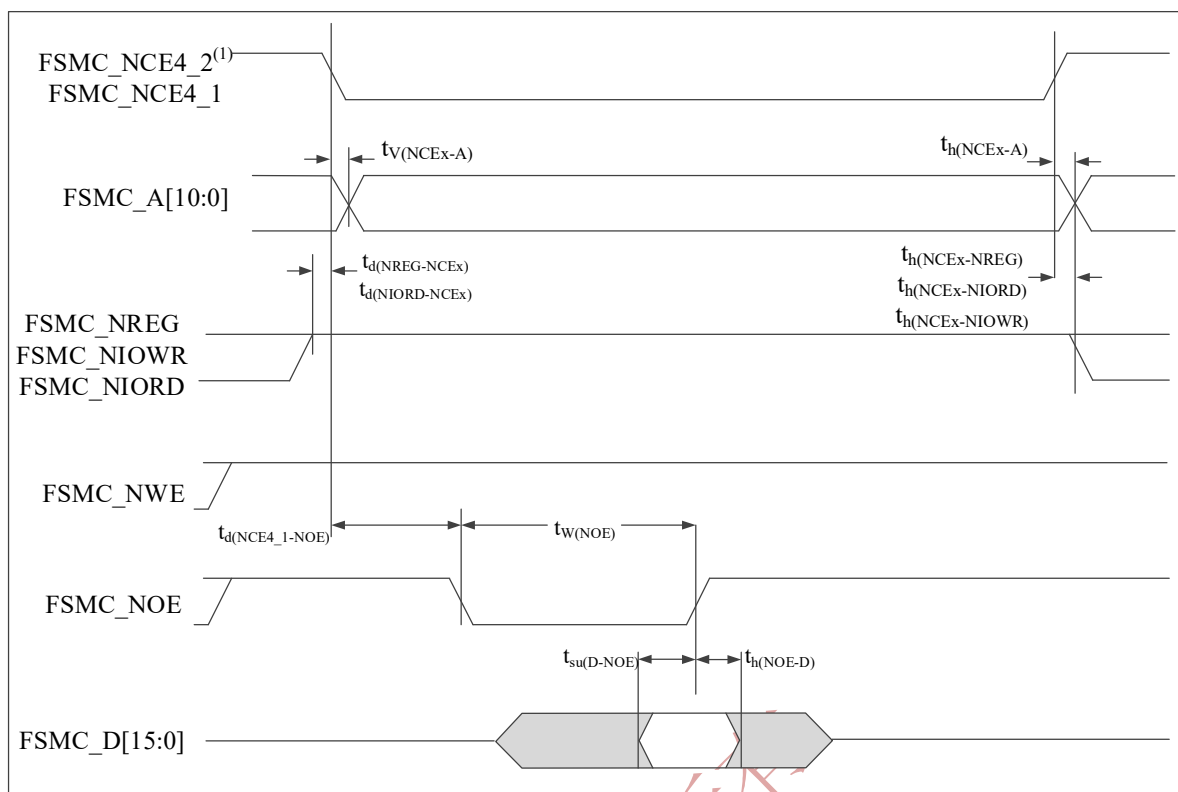 FSMC_NCE4_2(1)
FSMC_NCE4_1
tV(NCEx-A)
th(NCEx-A)
FSMC_A[10:0]
td(NREG-NCEx)
td(NIORD-NCEx)
th(NCEx-NREG)
th(NCEx-NIORD)
th(NCEx-NIOWR)
FSMC_NREG
FSMC_NIOWR
FSMC_NIORD
FSMC_NWE
td(NCE4_1-NOE)
tW(NOE)
FSMC_NOE
tsu(D-NOE)
th(NOE-D)
FSMC_D[15:0]